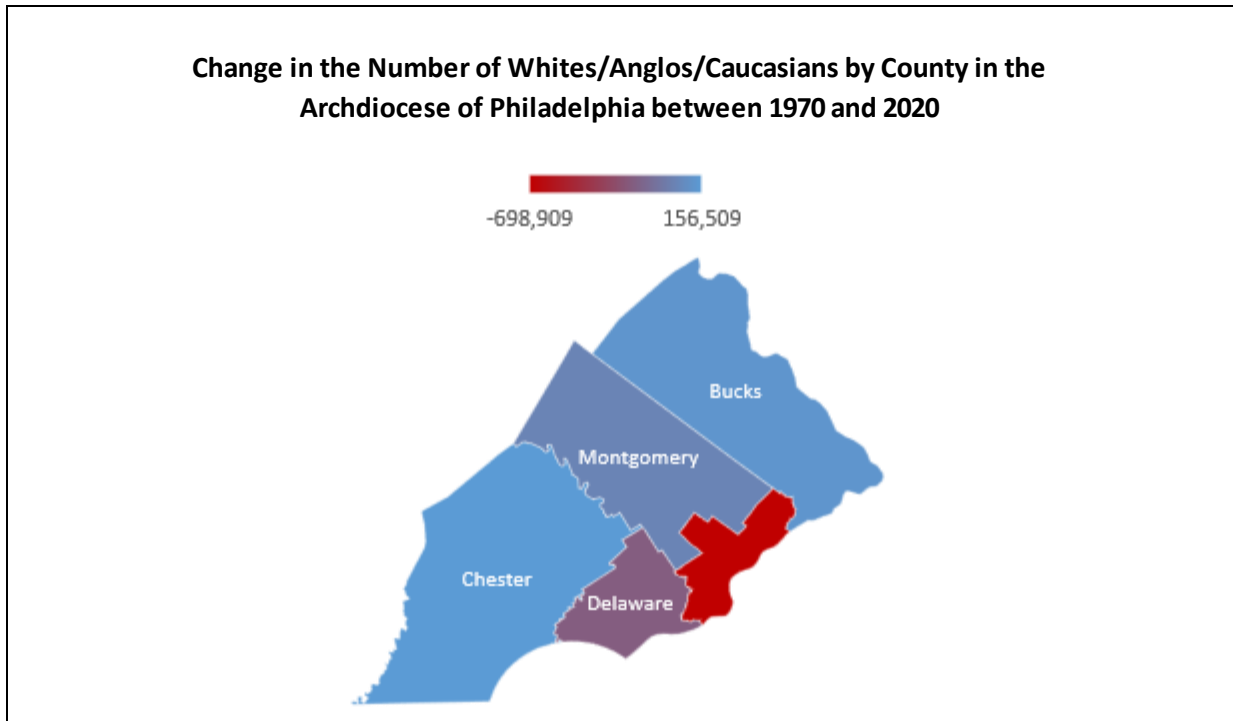 Change in the Number of Whites/Anglos/Caucasians by County in the
Archdiocese of Philadelphia between 1970 and 2020
-698,909 156,509
Bucks
Montgomery
Chester
Delaware